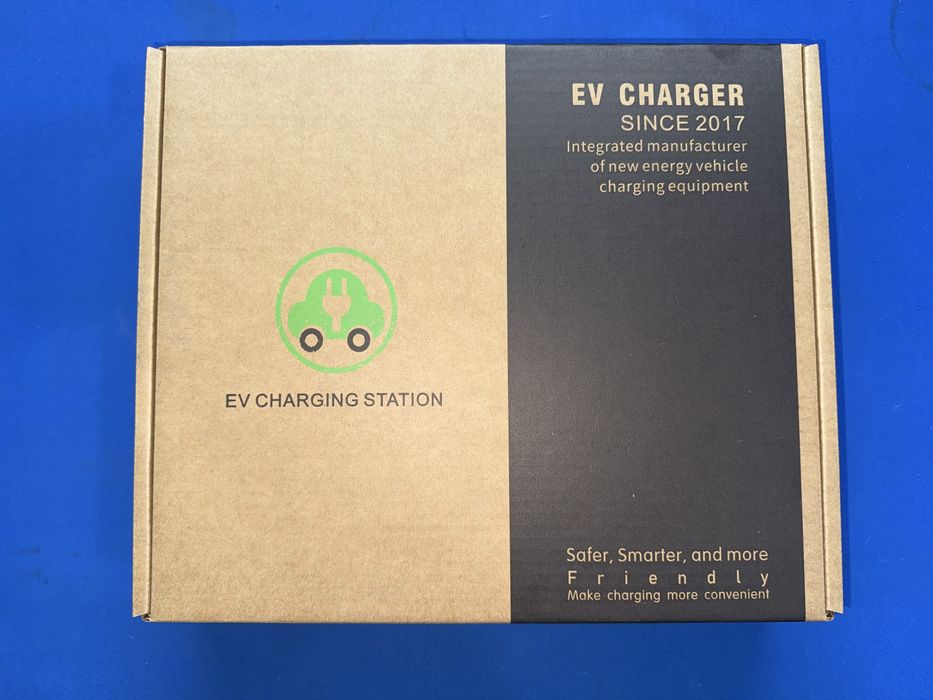 EV CHARGER
SINCE 2017
Integrated manufacturer
of new energy vehicle
charging equipment
EV CHARGING STATION
Safer, Smarter, and more
Friendly
Make charging more convenient